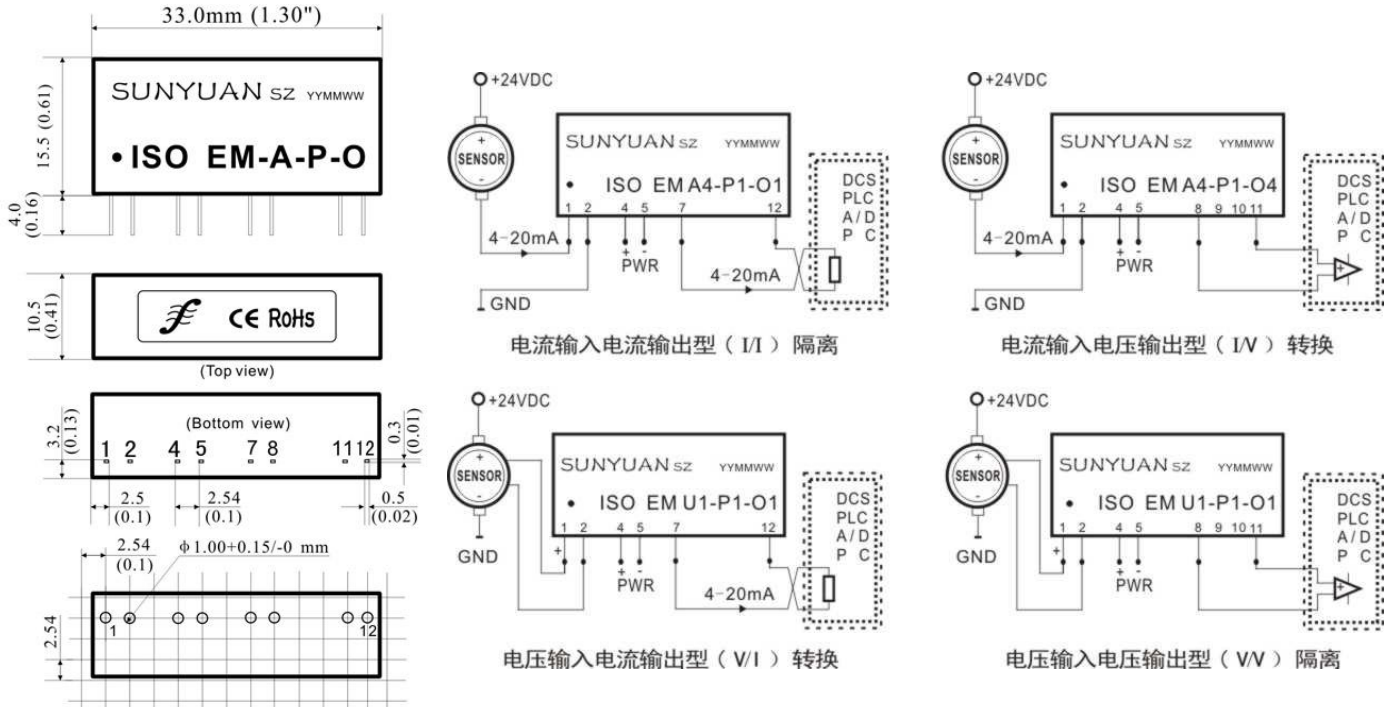 33.0mm (1.30")
15.5 (0.61)
4.0
(0.16)
SUNYUAN SZ YYMMWW
• ISO EM-A-P-O
10.5
(0.41)
CE RoHs
(Top view)
3.2
(0.13)
(Bottom view)
1 2 4 5 7 8 11 12
0.3
(0.01)
2.5
(0.1)
2.54
(0.1)
0.5
(0.02)
2.54
(0.1)
ϕ1.00+0.15/-0 mm
2.54
1 12
+24VDC
+
SENSOR
-
SUNYUAN SZ YYMMWW
• ISO EM A4-P1-O1
1 2 4 5 7 12
4-20mA
+ -
PWR
4-20mA
GND
DCS
PLC
A/D
P C
电流输入电流输出型（I/I）隔离
+24VDC
+
SENSOR
-
SUNYUAN SZ YYMMWW
• ISO EM A4-P1-O4
1 2 4 5 8 9 10 11
4-20mA
+ -
PWR
GND
DCS
PLC
A/D
P C
+
电流输入电压输出型（I/V）转换
+24VDC
+
SENSOR
-
SUNYUAN SZ YYMMWW
• ISO EM U1-P1-O1
1 2 4 5 7 12
+
+ -
PWR
4-20mA
GND
DCS
PLC
A/D
P C
电压输入电流输出型（V/I）转换
+24VDC
+
SENSOR
-
SUNYUAN SZ YYMMWW
• ISO EM U1-P1-O1
1 2 4 5 8 9 10 11
+
+ -
PWR
GND
DCS
PLC
A/D
P C
+
电压输入电压输出型（V/V）隔离